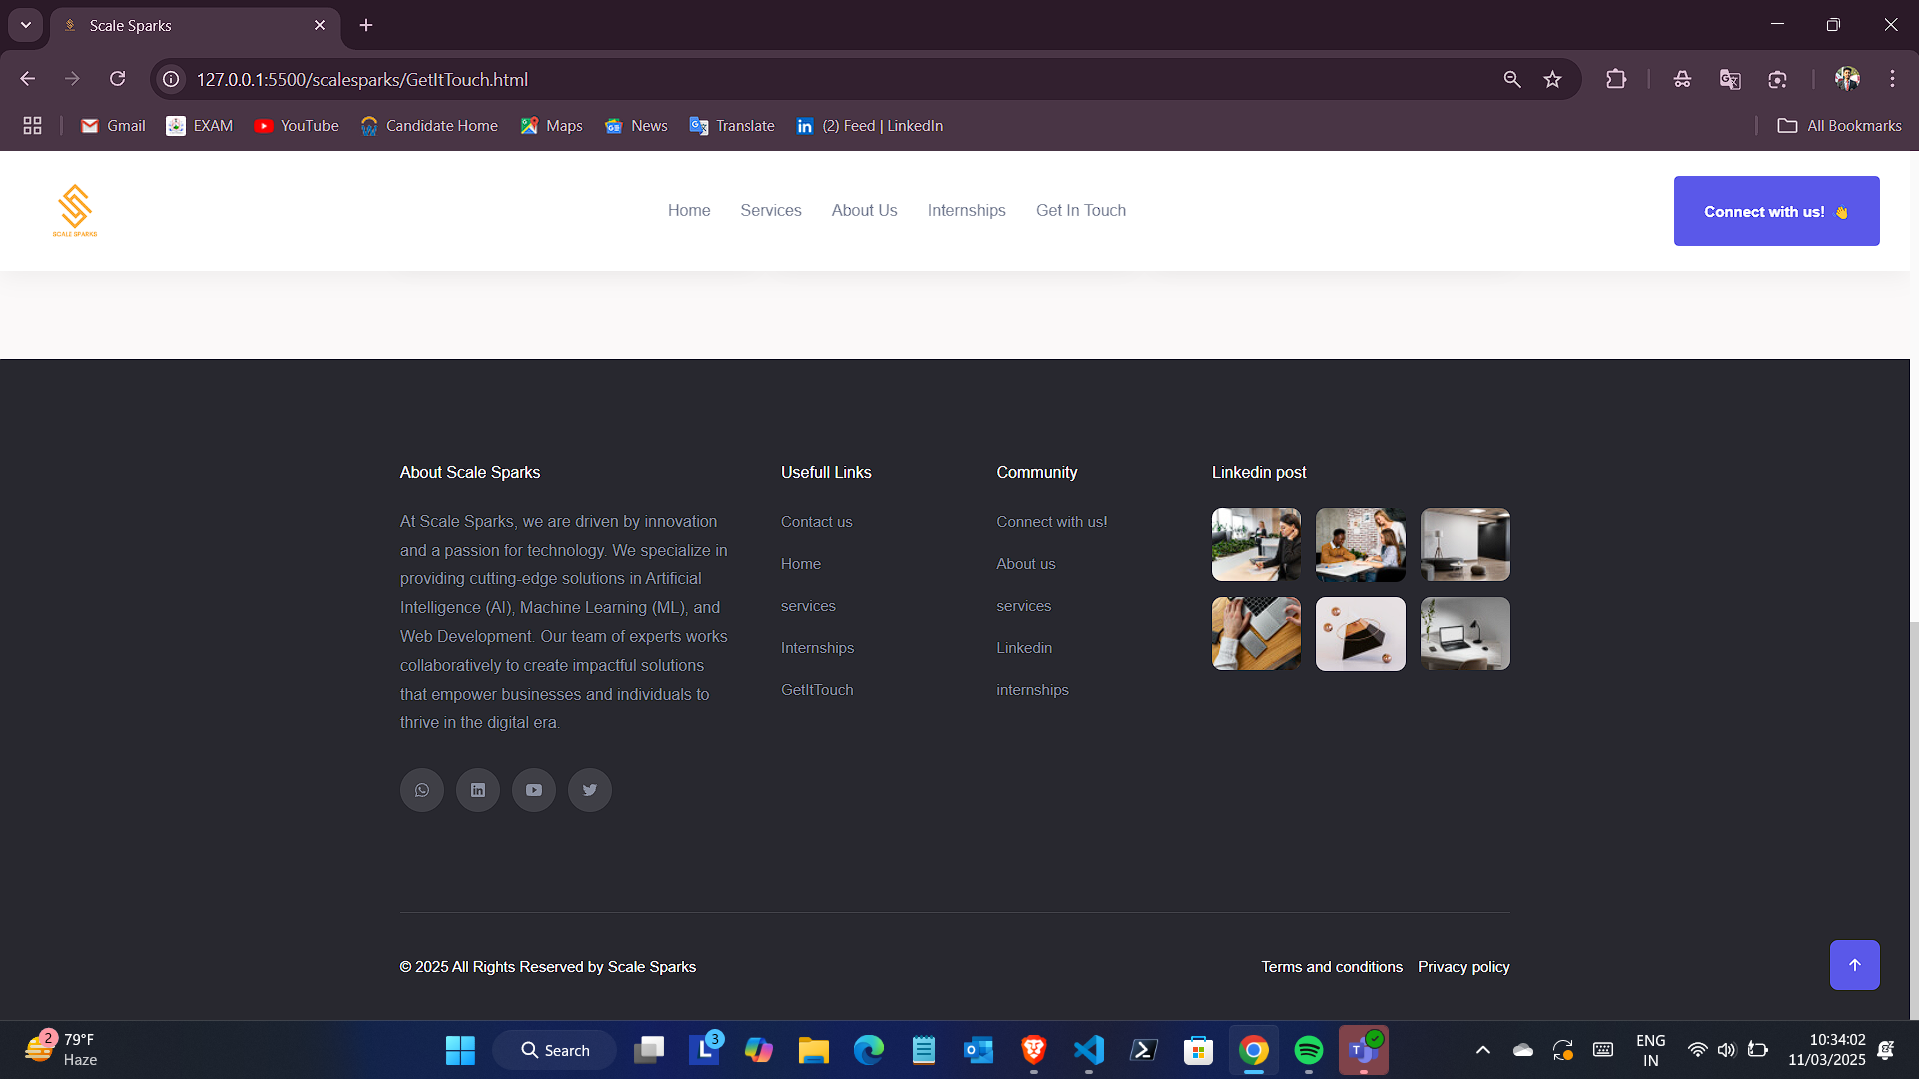 Scale Sparks
127.0.0.1:5500/scalesparks/GetItTouch.html
Gmail EXAM YouTube Candidate Home Maps News Translate (2) Feed | LinkedIn All Bookmarks
SCALE SPARKS
Home Services About Us Internships Get In Touch
Connect with us! 👋
About Scale Sparks
At Scale Sparks, we are driven by innovation
and a passion for technology. We specialize in
providing cutting-edge solutions in Artificial
Intelligence (AI), Machine Learning (ML), and
Web Development. Our team of experts works
collaboratively to create impactful solutions
that empower businesses and individuals to
thrive in the digital era.
Usefull Links
Contact us
Home
services
Internships
GetItTouch
Community
Connect with us!
About us
services
Linkedin
internships
Linkedin post
© 2025 All Rights Reserved by Scale Sparks
Terms and conditions Privacy policy
2
79°F
Haze
Search
3
ENG
IN
10:34:02
11/03/2025